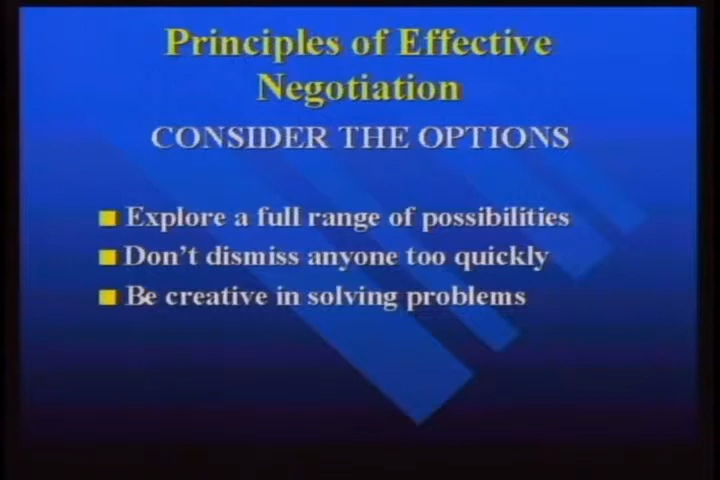 Principles of Effective
Negotiation
CONSIDER THE OPTIONS
Explore a full range of possibilities
Don't dismiss anyone too quickly
Be creative in solving problems